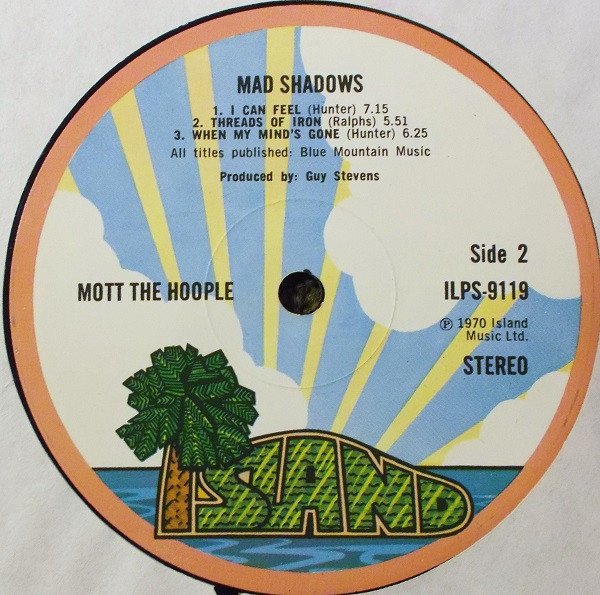 MAD SHADOWS
1. I CAN FEEL (Hunter) 7.15
2. THREADS OF IRON (Ralphs) 5.51
3. WHEN MY MIND'S GONE (Hunter) 6.25
All titles published: Blue Mountain Music
Produced by: Guy Stevens
MOTT THE HOOPLE
Side 2
ILPS-9119
℗ 1970 Island
Music Ltd.
STEREO
ISLAND